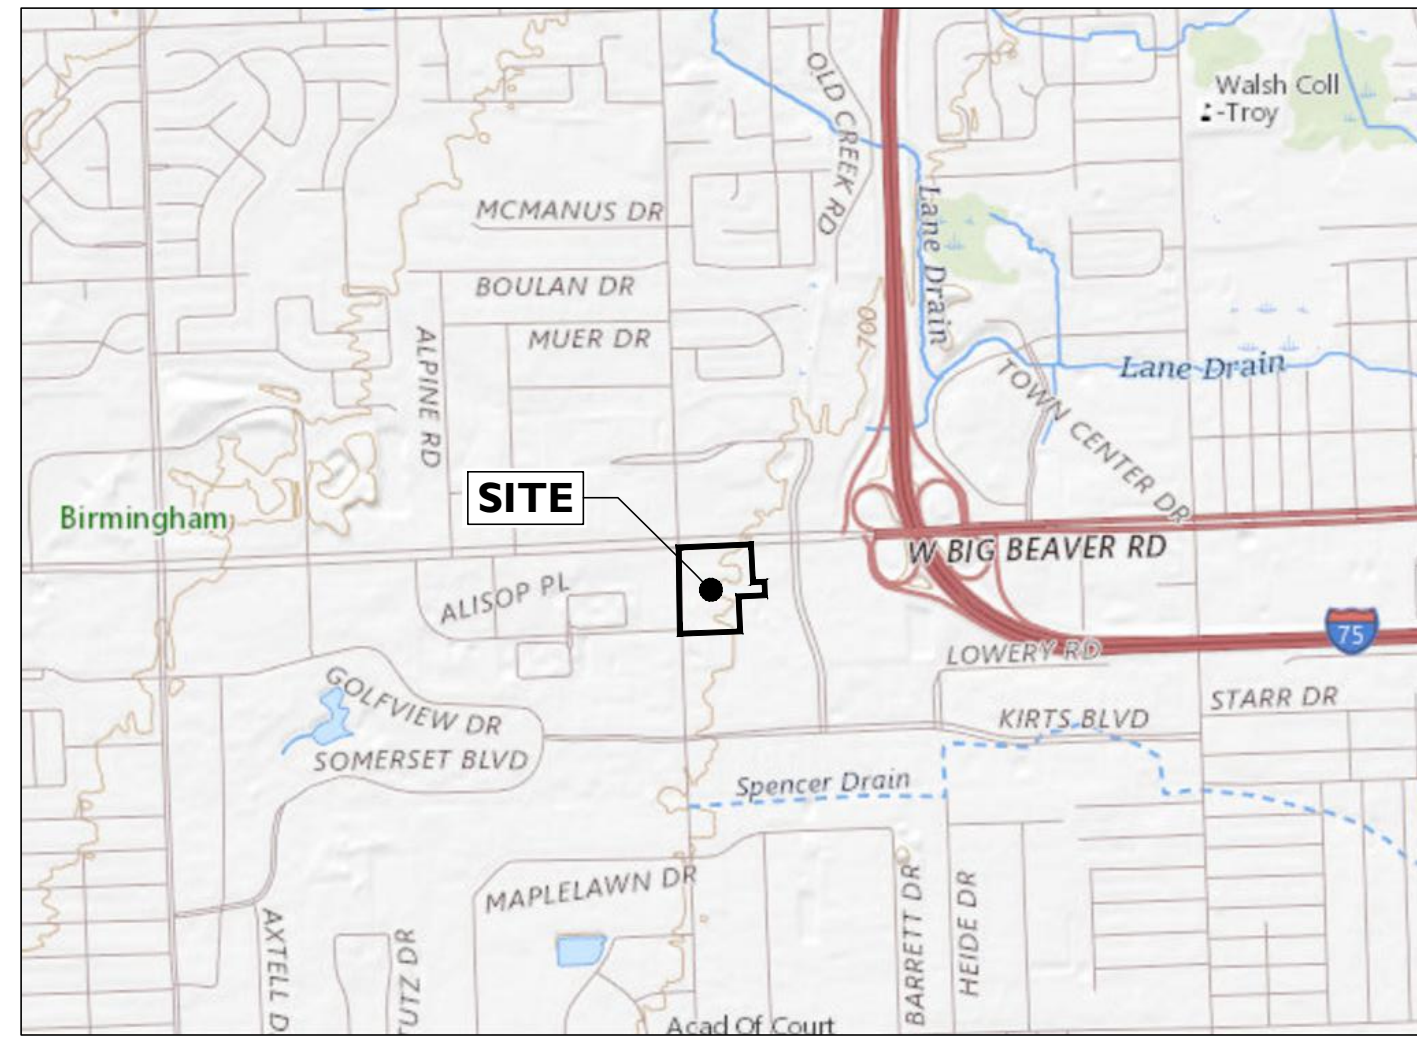 Walsh Coll
-Troy
OLD CREEK RD
MCMANUS DR
Lane Drain
BOULAN DR
700
MUER DR
ALPINE RD
Lane Drain
TOWN CENTER DR
SITE
Birmingham
W BIG BEAVER RD
ALISOP PL
75
LOWERY RD
GOLFVIEW DR
STARR DR
KIRTS BLVD
SOMERSET BLVD
Spencer Drain
MAPLELAWN DR
BARRETT DR
HEIDE DR
AXTELL D
RUTZ DR
Acad Of Court